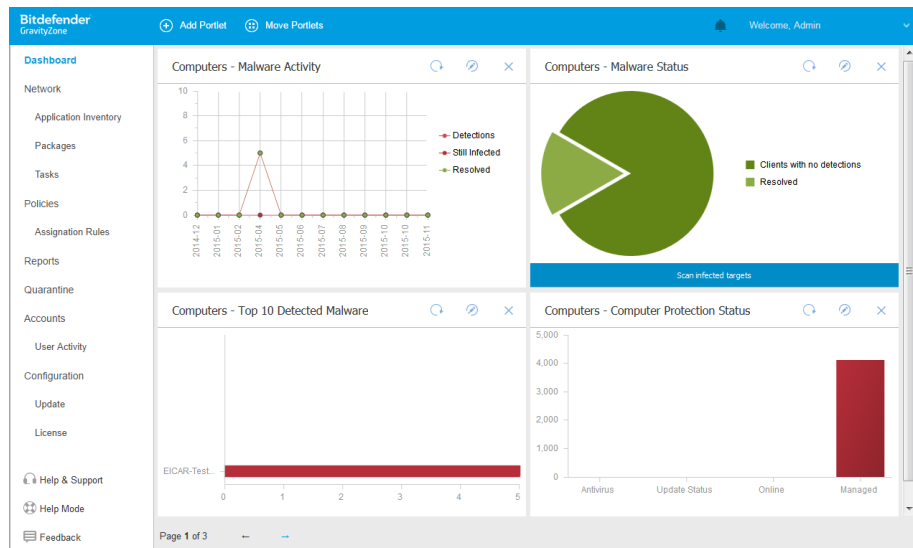 Bitdefender
GravityZone
Add Portlet
Move Portlets
Welcome, Admin
Dashboard
Network
Application Inventory
Packages
Tasks
Policies
Assignation Rules
Reports
Quarantine
Accounts
User Activity
Configuration
Update
License
Help & Support
Help Mode
Feedback
Computers - Malware Activity
10
8
6
4
2
0
2014-12
2015-01
2015-02
2015-04
2015-05
2015-06
2015-07
2015-08
2015-09
2015-10
2015-10
2015-11
Detections
Still Infected
Resolved
Computers - Malware Status
Clients with no detections
Resolved
Scan infected targets
Computers - Top 10 Detected Malware
EICAR-Test...
0 1 2 3 4 5
Computers - Computer Protection Status
5,000
4,000
3,000
2,000
1,000
0
Antivirus Update Status Online Managed
Page 1 of 3